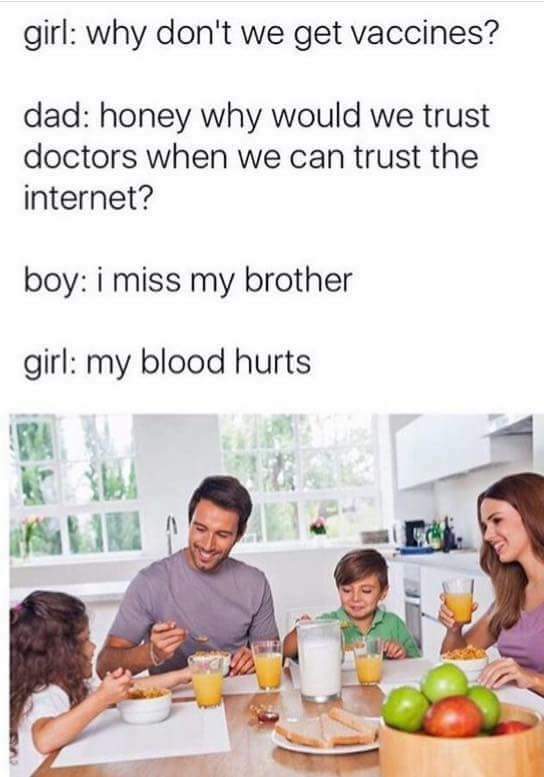 girl: why don't we get vaccines?
dad: honey why would we trust
doctors when we can trust the
internet?
boy: i miss my brother
girl: my blood hurts